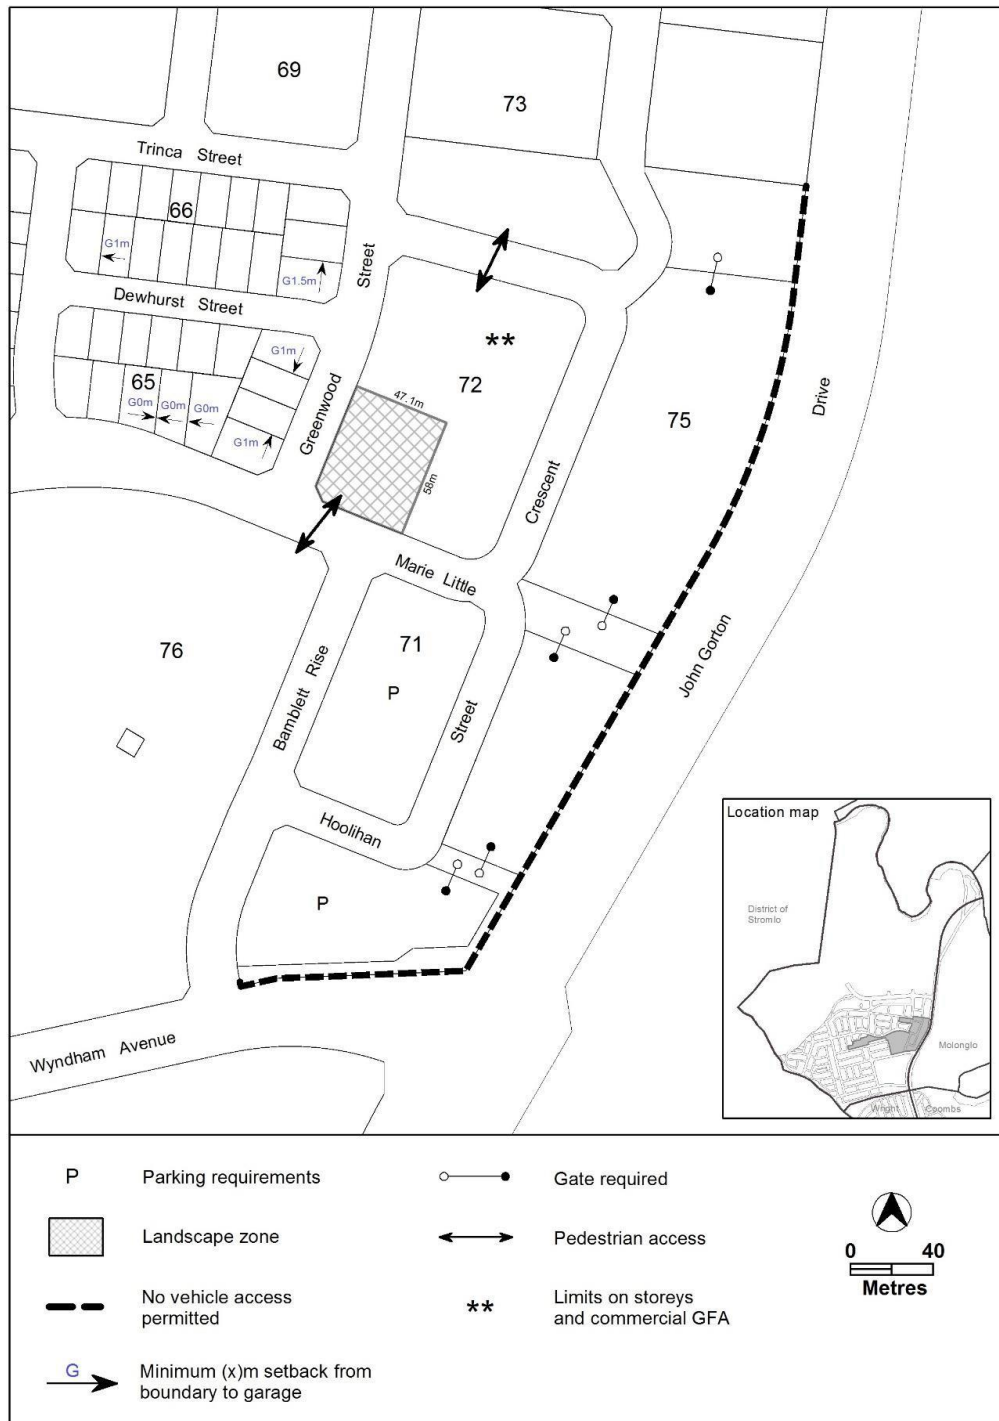 69
73
Trinca Street
66
G1m
G1.5m
Street
Dewhurst Street
**
G1m
65
72
47.1m
G0m G0m G0m
Greenwood
75
Drive
G1m
58m
Crescent
Marie Little
71
76
P
Bamblett Rise
Street
John Gorton
Hoolihan
P
Wyndham Avenue
Location map
District of
Stromlo
Molonglo
Wright
Coombs
P Parking requirements
Gate required
Landscape zone
Pedestrian access
0 40
Metres
No vehicle access
permitted
** Limits on storeys
and commercial GFA
G Minimum (x)m setback from
boundary to garage